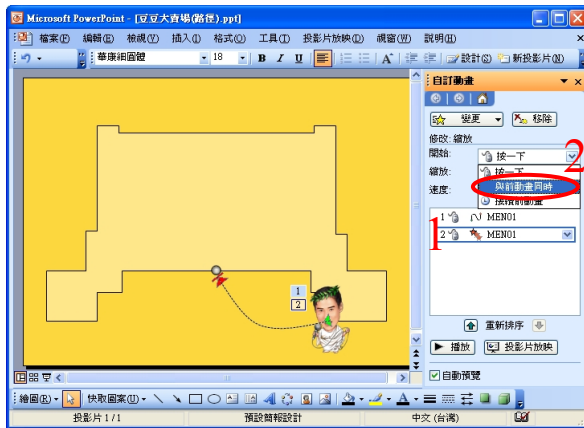 Microsoft PowerPoint - [豆豆大賣場(路徑).ppt]
檔案(F) 編輯(E) 檢視(V) 插入(I) 格式(O) 工具(T) 投影片放映(D) 視窗(W) 說明(H)
華康細圓體 18 B I U A 設計(S) 新投影片(N)
自訂動畫
變更 移除
修改: 縮放
開始: 按一下 2
縮放: 按一下
與前動畫同時
速度: 接續前動畫
1 MEN01
1 2 MEN01
1
2
重新排序
播放 投影片放映
自動預覽
繪圖(R) 快取圖案(U) A
投影片 1 / 1 預設簡報設計 中文 (台灣)